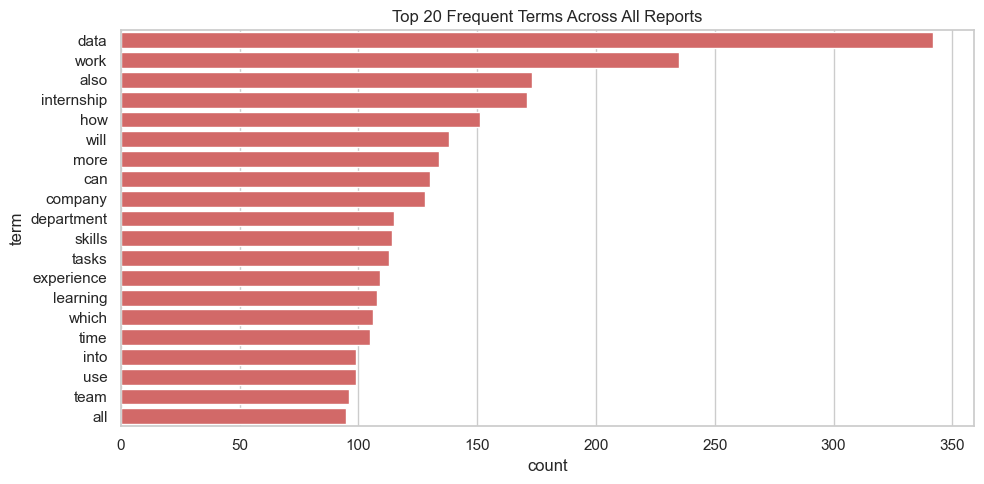 Top 20 Frequent Terms Across All Reports
term
data
work
also
internship
how
will
more
can
company
department
skills
tasks
experience
learning
which
time
into
use
team
all
0 50 100 150 200 250 300 350
count